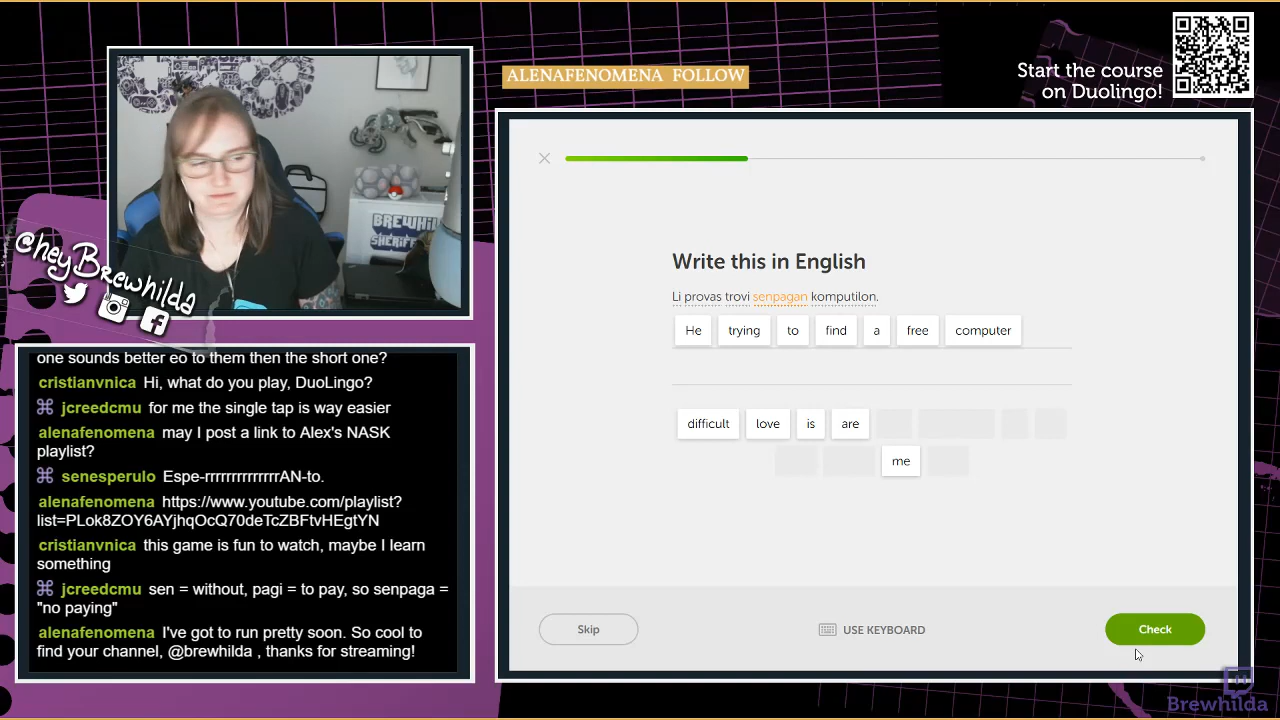 ALENAFENOMENA FOLLOW
Start the course
on Duolingo!
BREWHIL
SHERIFF
@heyBrewhilda
one sounds better eo to them then the short one?
cristianvnica Hi, what do you play, DuoLingo?
jcreedcmu for me the single tap is way easier
alenafenomena may I post a link to Alex's NASK
playlist?
senesperulo Espe-rrrrrrrrrrrrrAN-to.
alenafenomena https://www.youtube.com/playlist?
list=PLok8ZOY6AYjhqOcQ70deTcZBFtvHEgtYN
cristianvnica this game is fun to watch, maybe I learn
something
jcreedcmu sen = without, pagi = to pay, so senpaga =
"no paying"
alenafenomena I've got to run pretty soon. So cool to
find your channel, @brewhilda , thanks for streaming!
Write this in English
Li provas trovi senpagan komputilon.
He trying to find a free computer
difficult love is are
me
Skip
USE KEYBOARD
Check
Brewhilda